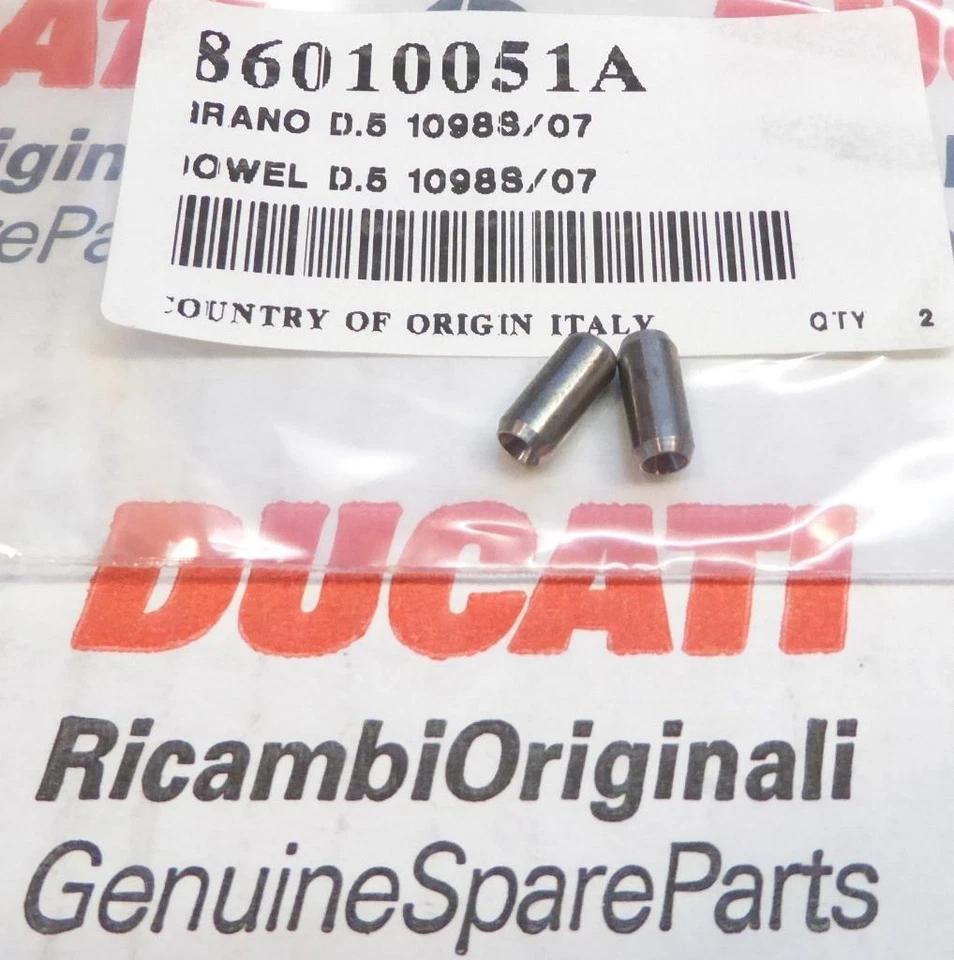 86010051A
IRANO D.5 1098S/07
OWEL D.5 1098S/07
COUNTRY OF ORIGIN ITALY QTY 2
DUCATI
RicambiOriginali
GenuineSpareParts